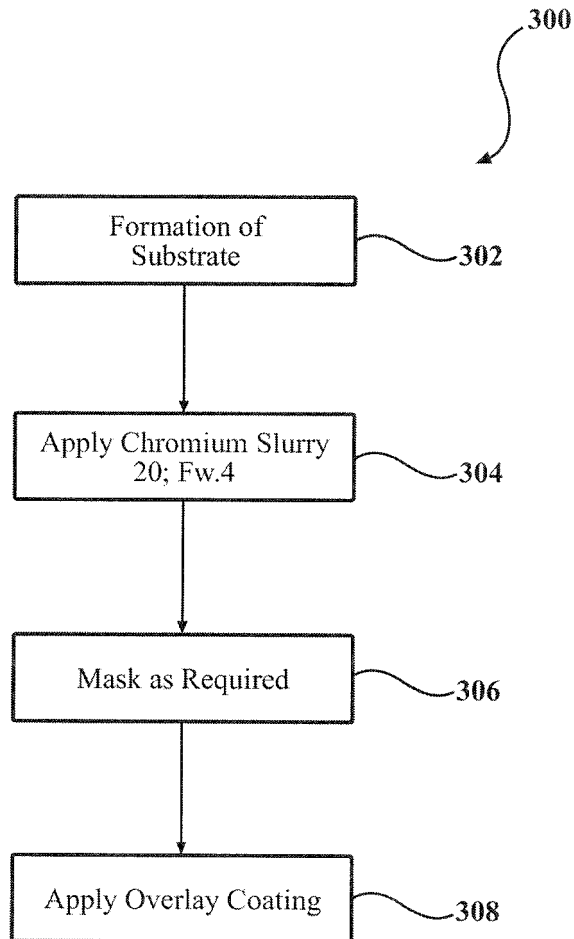 300
Formation of
Substrate
302
Apply Chromium Slurry
20; Fw.4
304
Mask as Required
306
Apply Overlay Coating
308